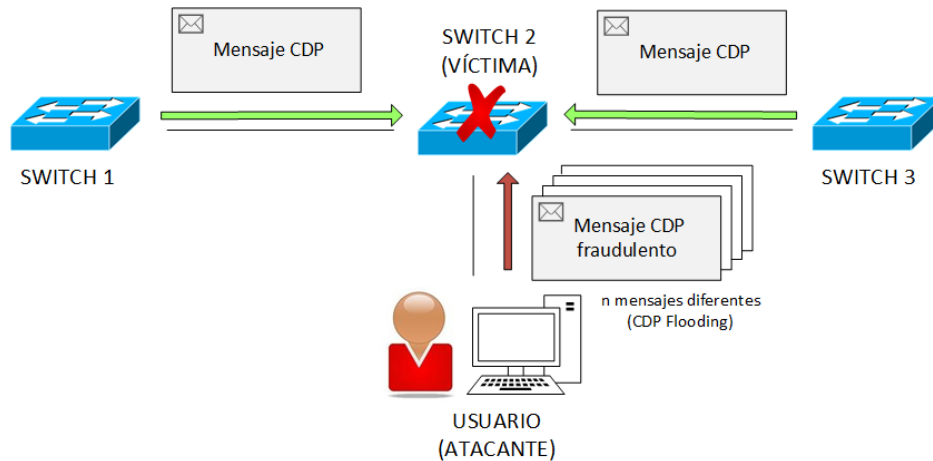 Mensaje CDP
SWITCH 2
(VÍCTIMA)
Mensaje CDP
SWITCH 1
SWITCH 3
Mensaje CDP
fraudulento
n mensajes diferentes
(CDP Flooding)
USUARIO
(ATACANTE)